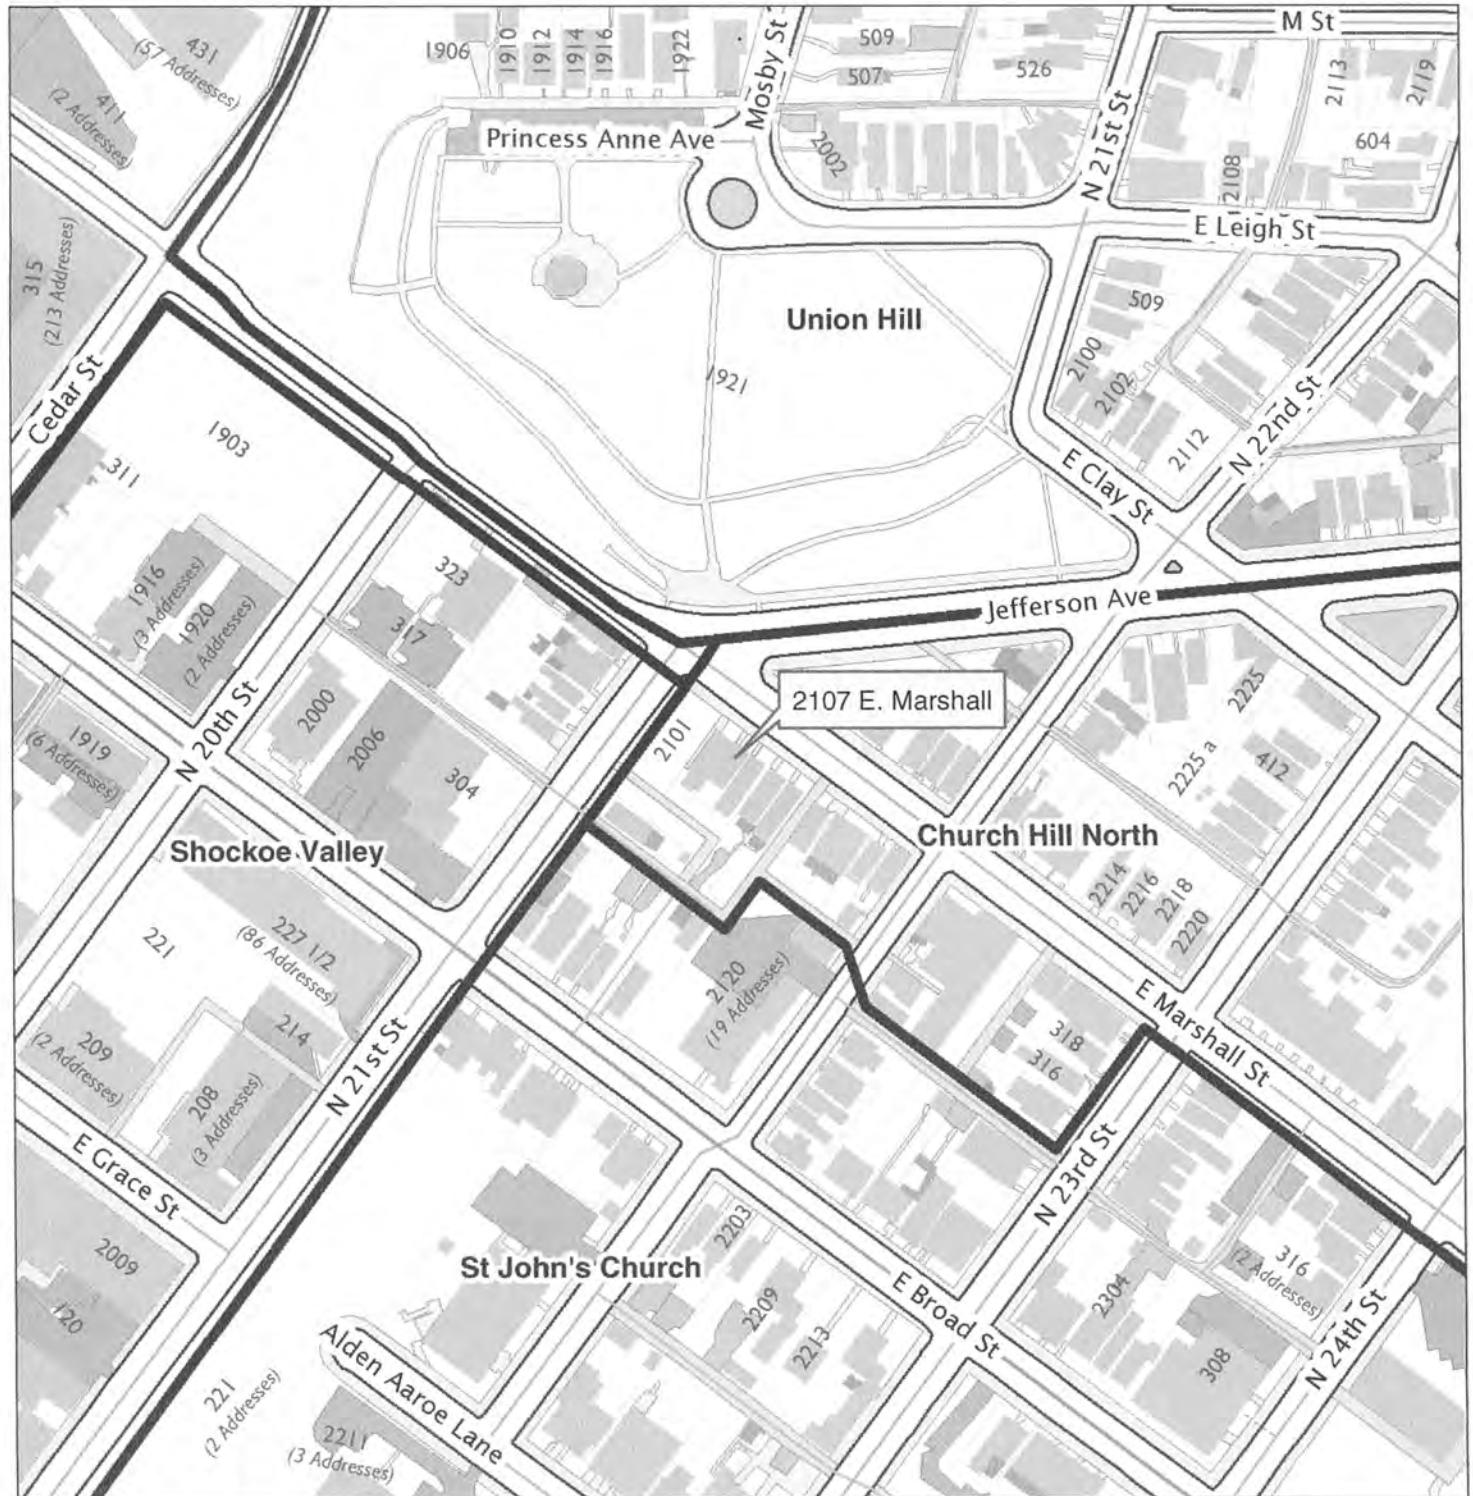 431
(57 Addresses)
411
(2 Addresses)
1906
1910
1912
1914
1916
1922
Mosby St
509
507
526
M St
2113
2119
604
2108
2002
N 21st St
Princess Anne Ave
E Leigh St
315
(213 Addresses)
Union Hill
1921
509
2100
2102
2112
N 22nd St
E Clay St
Cedar St
1903
311
1916
(3 Addresses)
1920
(2 Addresses)
323
317
Jefferson Ave
2107 E. Marshall
2101
2225
2225 a
412
2000
2006
304
N 20th St
1919
(6 Addresses)
Shockoe Valley
Church Hill North
2214
2216
2218
2220
221
227 1/2
(86 Addresses)
214
209
(2 Addresses)
208
(3 Addresses)
N 21st St
2120
(19 Addresses)
318
316
E Marshall St
N 23rd St
E Grace St
2009
120
St John's Church
2203
2209
2213
E Broad St
2304
316
(2 Addresses)
308
N 24th St
Alden Aaroe Lane
221
(2 Addresses)
2211
(3 Addresses)